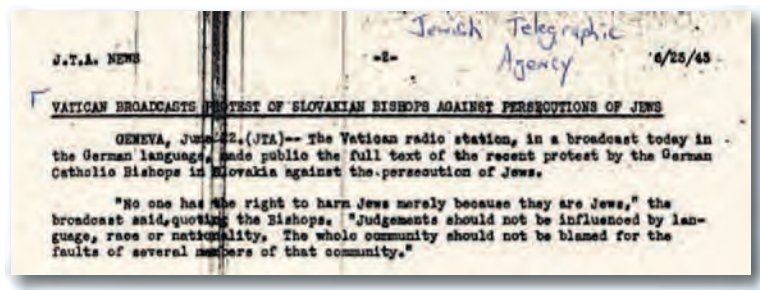 Jewish Telegraphic
Agency
J.T.A. NEWS -2- 6/23/43
VATICAN BROADCASTS PROTEST OF SLOVAKIAN BISHOPS AGAINST PERSECUTIONS OF JEWS
GENEVA, June 22.(JTA)-- The Vatican radio station, in a broadcast today in
the German language, made public the full text of the recent protest by the German
Catholic Bishops in Slovakia against the persecution of Jews.
"No one has the right to harm Jews merely because they are Jews," the
broadcast said,quoting the Bishops. "Judgements should not be influenced by lan-
guage, race or nationality. The whole community should not be blamed for the
faults of several members of that community."